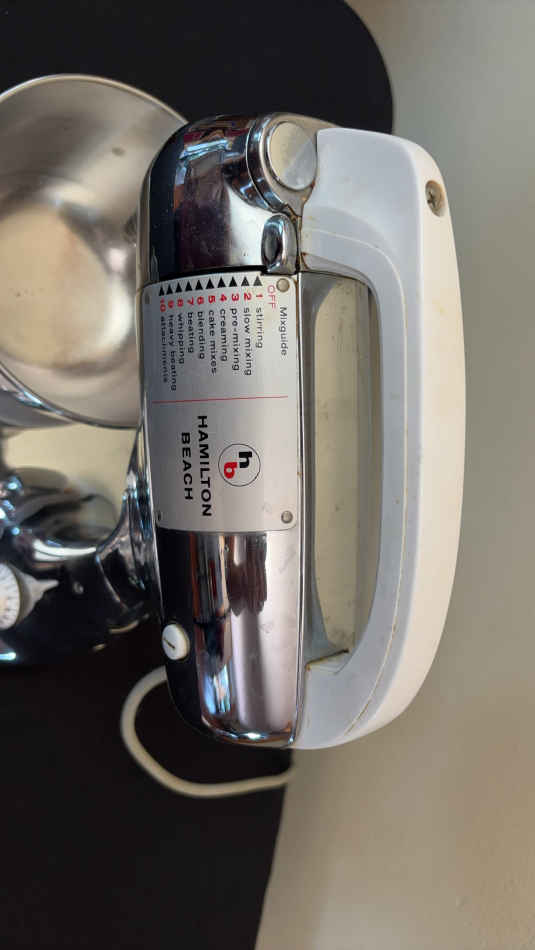 Mixguide
OFF
1 stirring
2 slow mixing
3 pre-mixing
4 creaming
5 cake mixes
6 blending
7 beating
8 whipping
9 heavy beating
10 attachments
hb
HAMILTON
BEACH